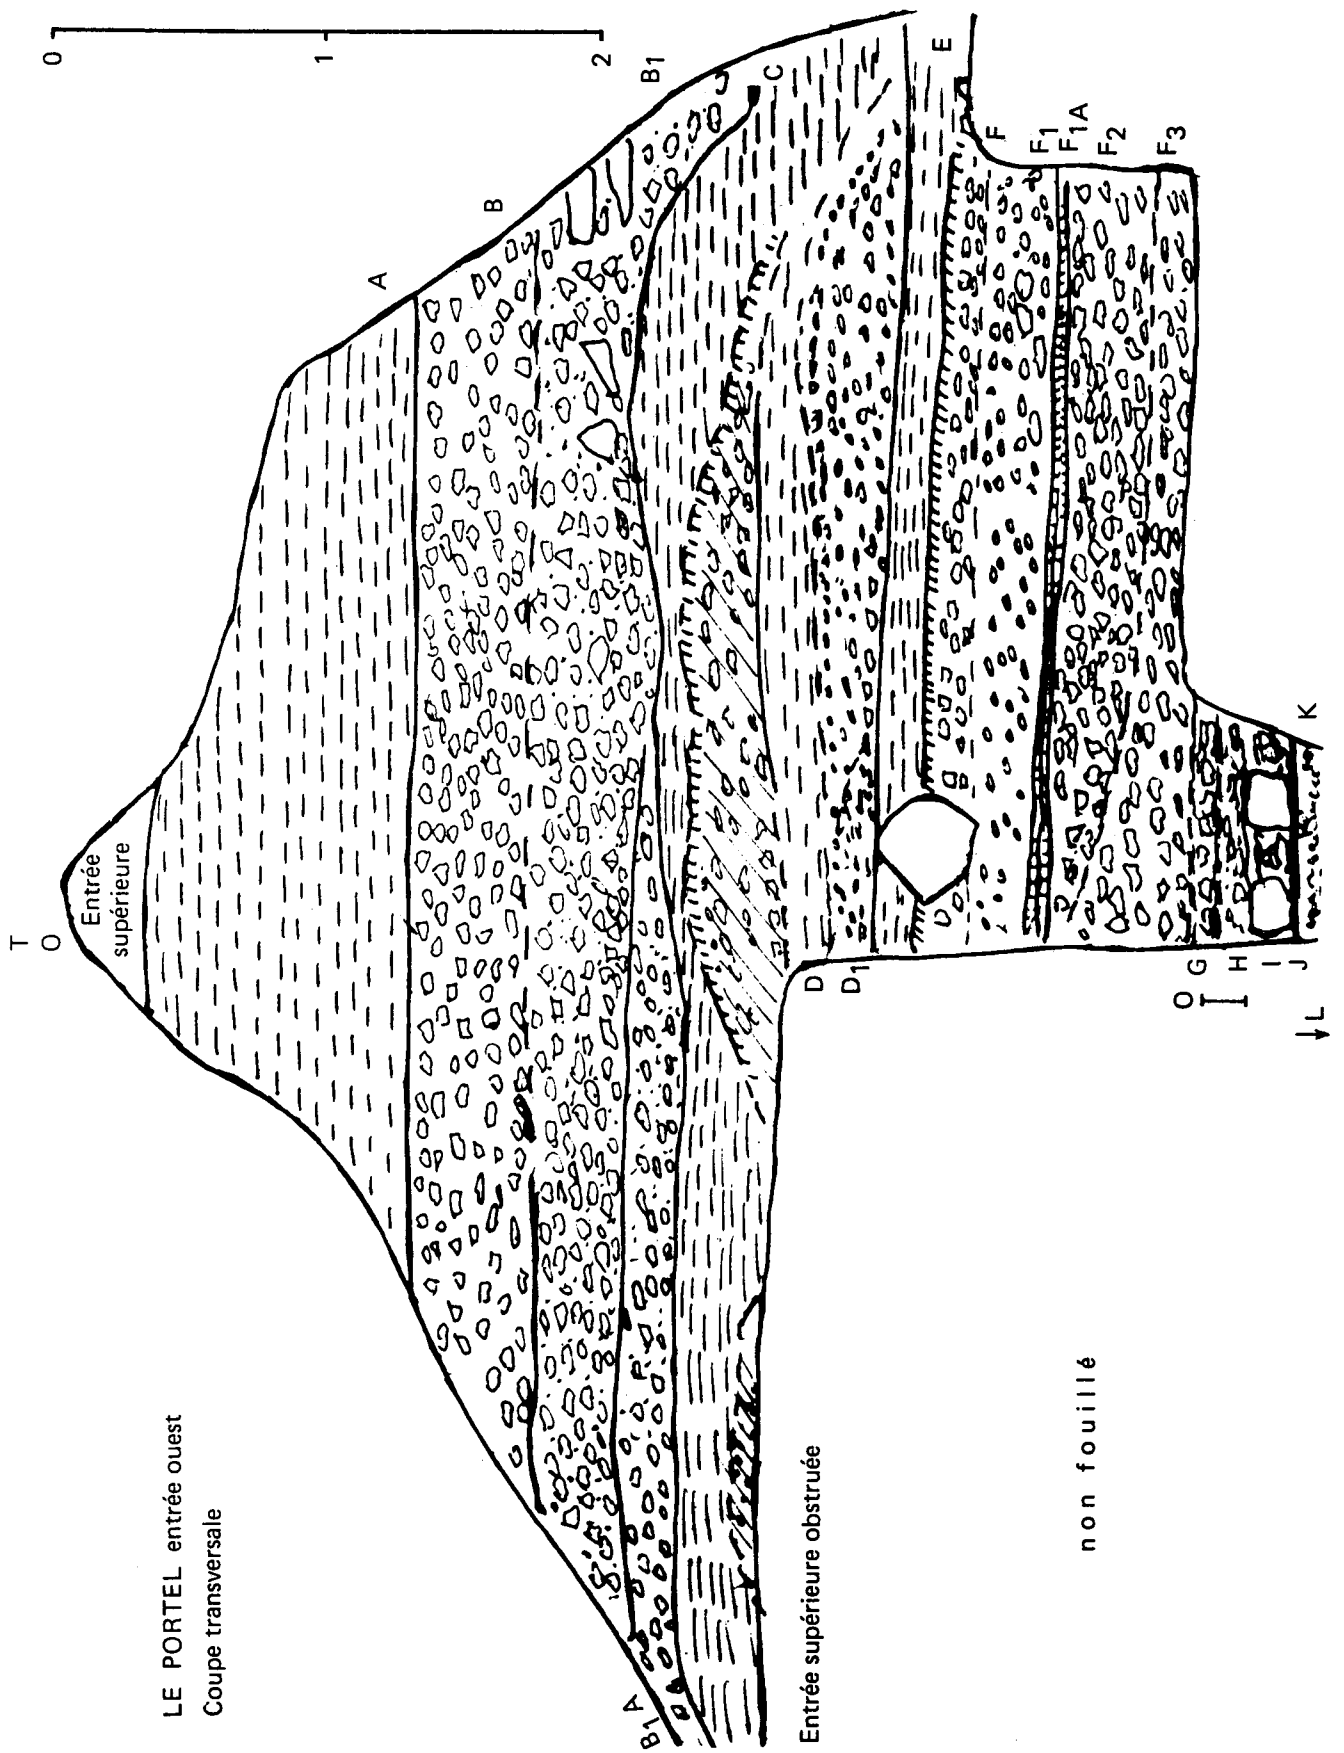 LE PORTEL entrée ouest
Coupe transversale
T
O
Entrée
supérieure
0
1
2
A
B
B1
B1A
C
D
D1
E
F
F1
F1A
F2
F3
O
G
H
I
J
K
L
Entrée supérieure obstruée
non fouillé